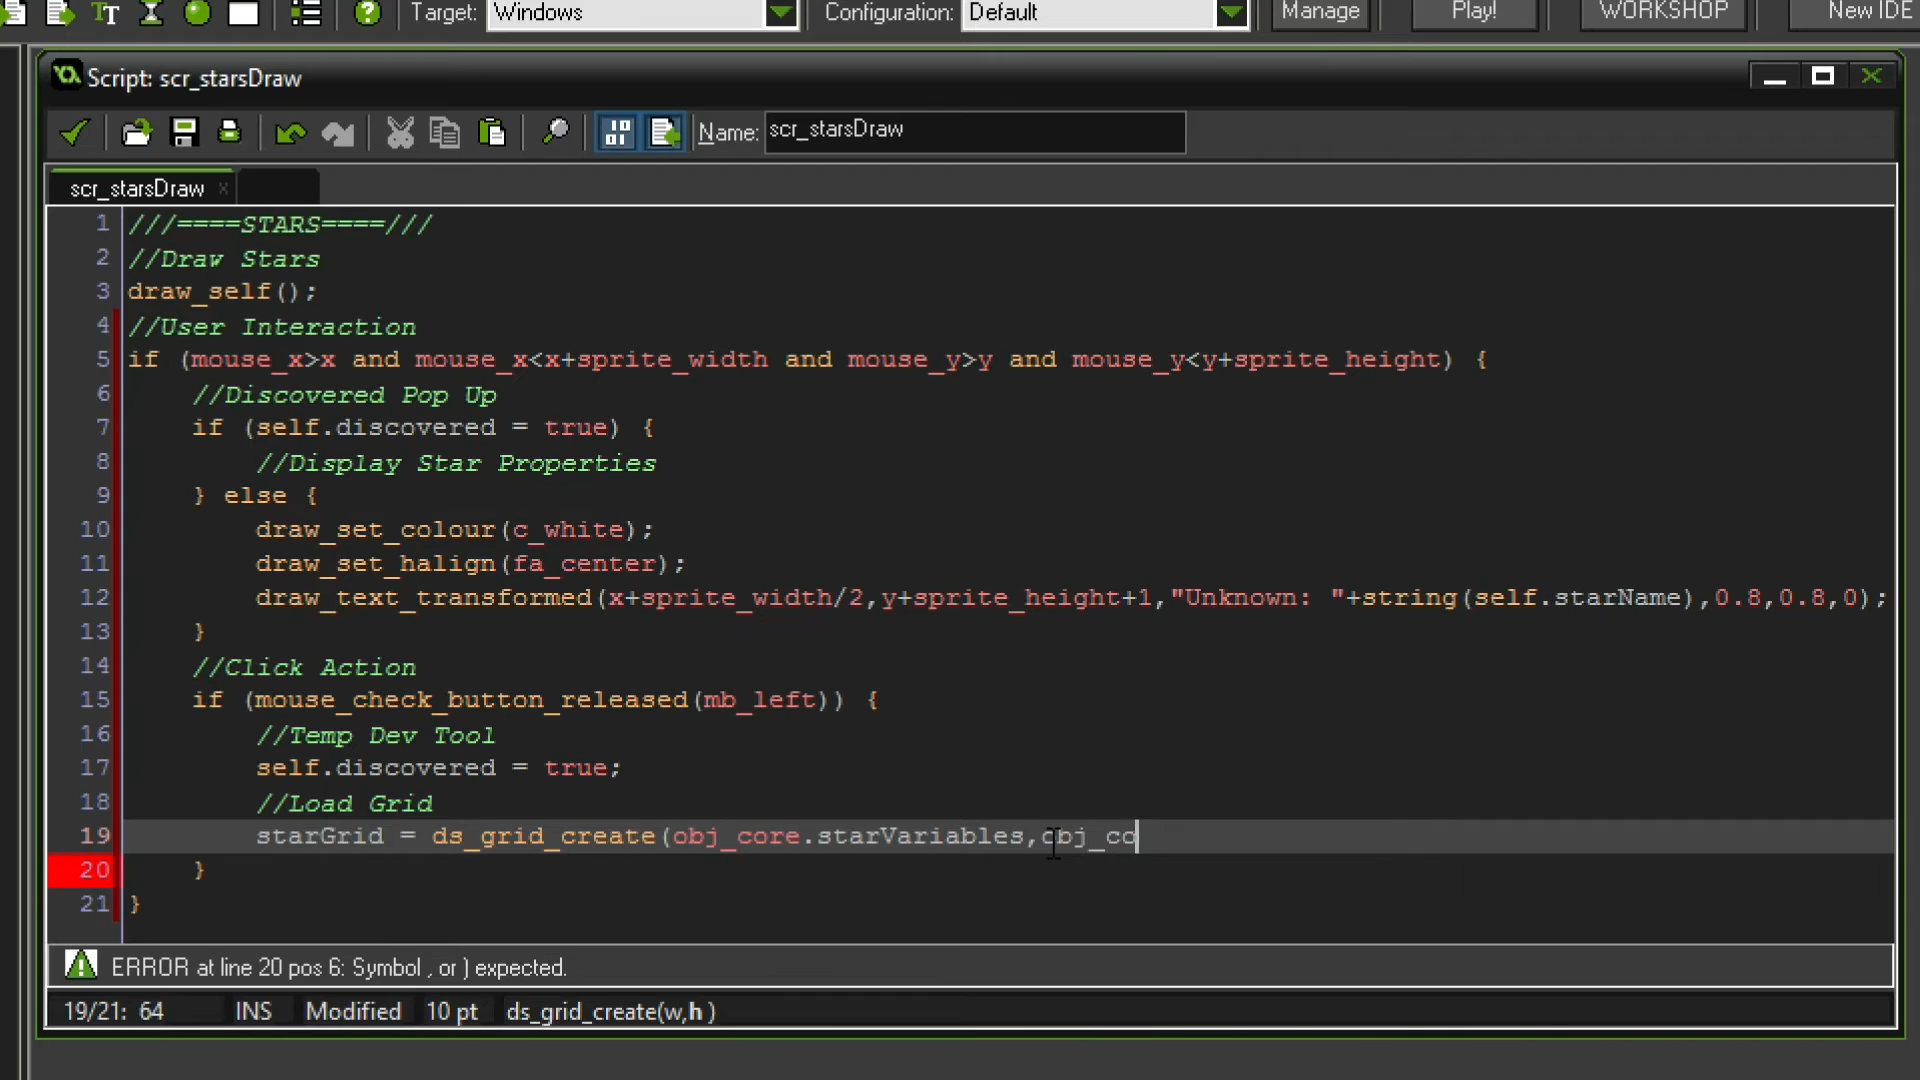 Target: Windows Configuration: Default Manage Play! WORKSHOP New IDE
Script: scr_starsDraw
Name: scr_starsDraw
scr_starsDraw x
1 ///====STARS====///
2 //Draw Stars
3 draw_self();
4 //User Interaction
5 if (mouse_x>x and mouse_x<x+sprite_width and mouse_y>y and mouse_y<y+sprite_height) {
6 //Discovered Pop Up
7 if (self.discovered = true) {
8 //Display Star Properties
9 } else {
10 draw_set_colour(c_white);
11 draw_set_halign(fa_center);
12 draw_text_transformed(x+sprite_width/2,y+sprite_height+1,"Unknown: "+string(self.starName),0.8,0.8,0);
13 }
14 //Click Action
15 if (mouse_check_button_released(mb_left)) {
16 //Temp Dev Tool
17 self.discovered = true;
18 //Load Grid
19 starGrid = ds_grid_create(obj_core.starVariables,obj_co
20 }
21 }
ERROR at line 20 pos 6: Symbol , or ) expected.
19/21: 64 INS Modified 10 pt ds_grid_create(w,h )